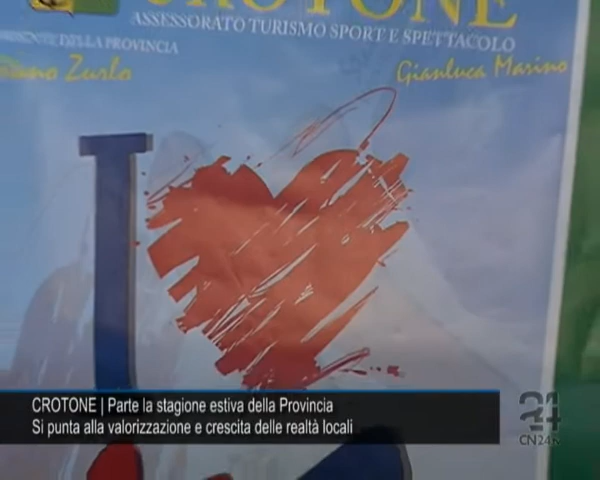 CROTONE
ASSESSORATO TURISMO SPORT E SPETTACOLO
DELLA PROVINCIA
Zurlo
Gianluca Marino
I
CROTONE | Parte la stagione estiva della Provincia
Si punta alla valorizzazione e crescita delle realtà locali
CN24